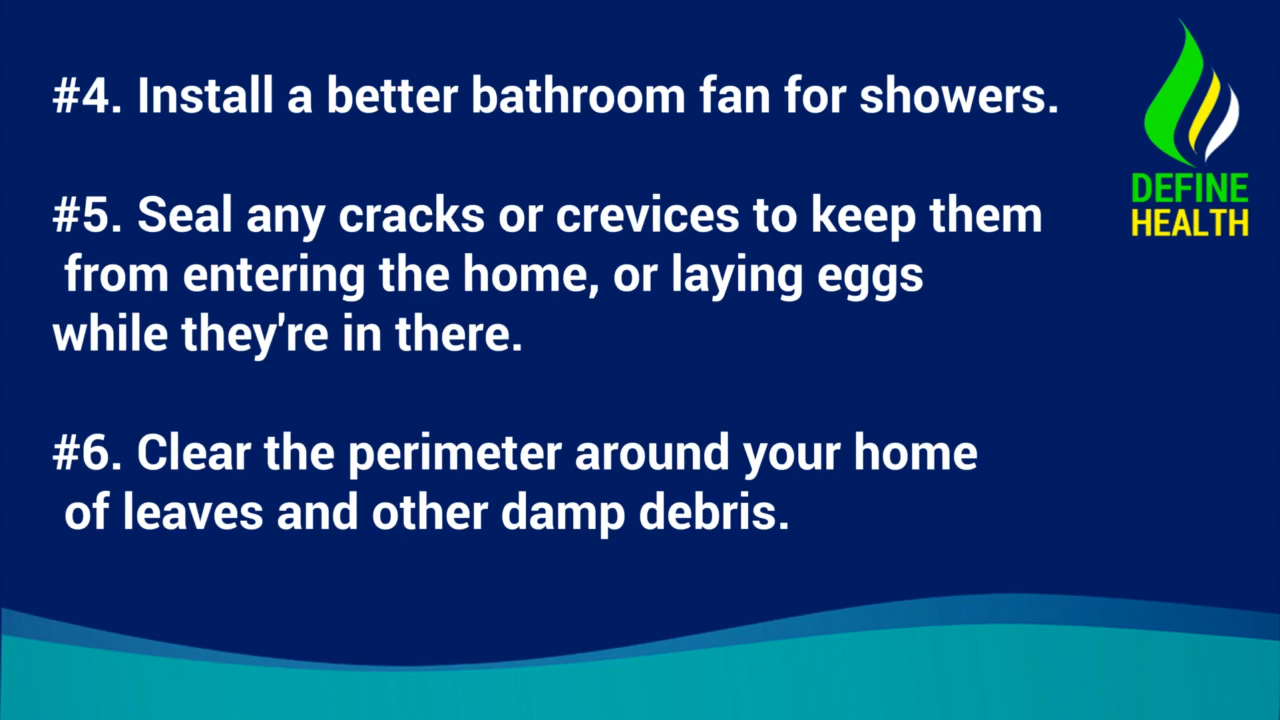 #4. Install a better bathroom fan for showers.
#5. Seal any cracks or crevices to keep them
from entering the home, or laying eggs
while they're in there.
#6. Clear the perimeter around your home
of leaves and other damp debris.
DEFINE
HEALTH